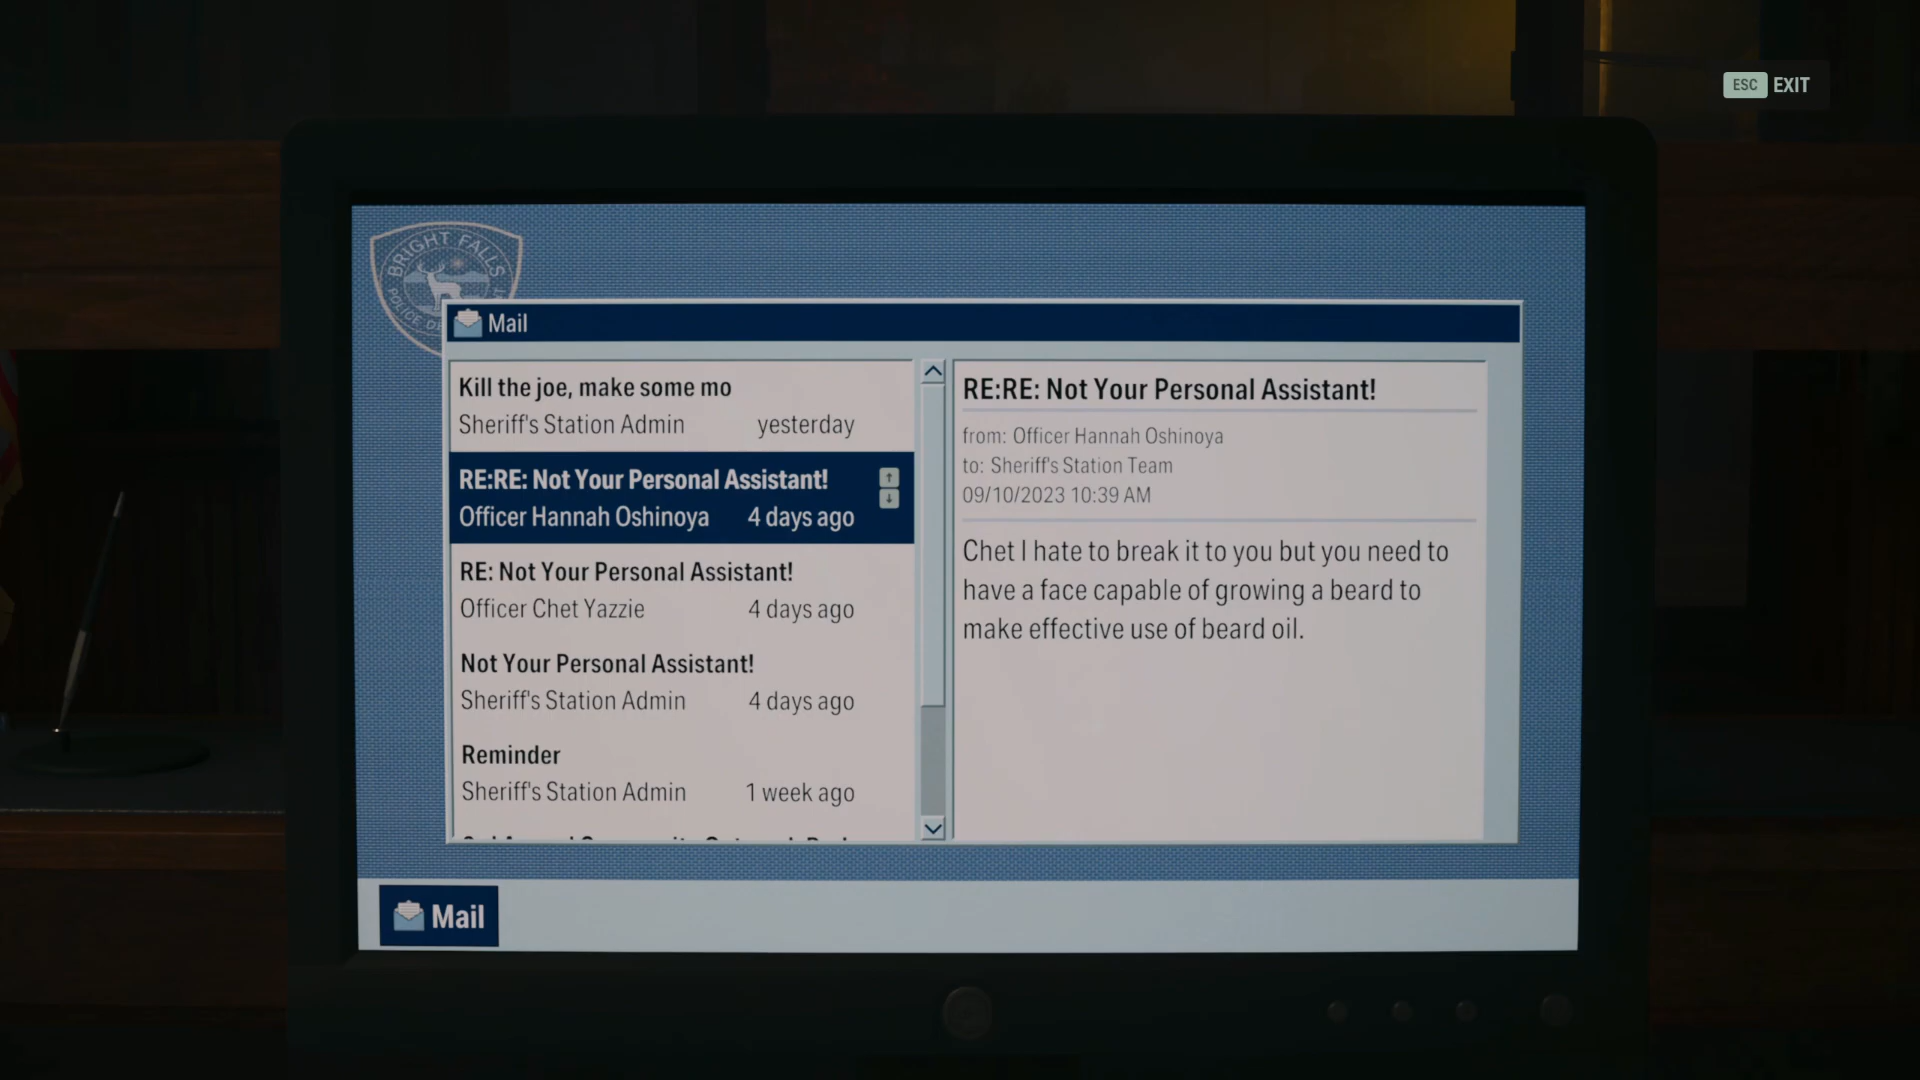 ESC EXIT
BRIGHT FALLS
POLICE
Mail
Kill the joe, make some mo
Sheriff's Station Admin yesterday
RE:RE: Not Your Personal Assistant!
Officer Hannah Oshinoya 4 days ago
RE: Not Your Personal Assistant!
Officer Chet Yazzie 4 days ago
Not Your Personal Assistant!
Sheriff's Station Admin 4 days ago
Reminder
Sheriff's Station Admin 1 week ago
RE:RE: Not Your Personal Assistant!
from: Officer Hannah Oshinoya
to: Sheriff's Station Team
09/10/2023 10:39 AM
Chet I hate to break it to you but you need to
have a face capable of growing a beard to
make effective use of beard oil.
Mail